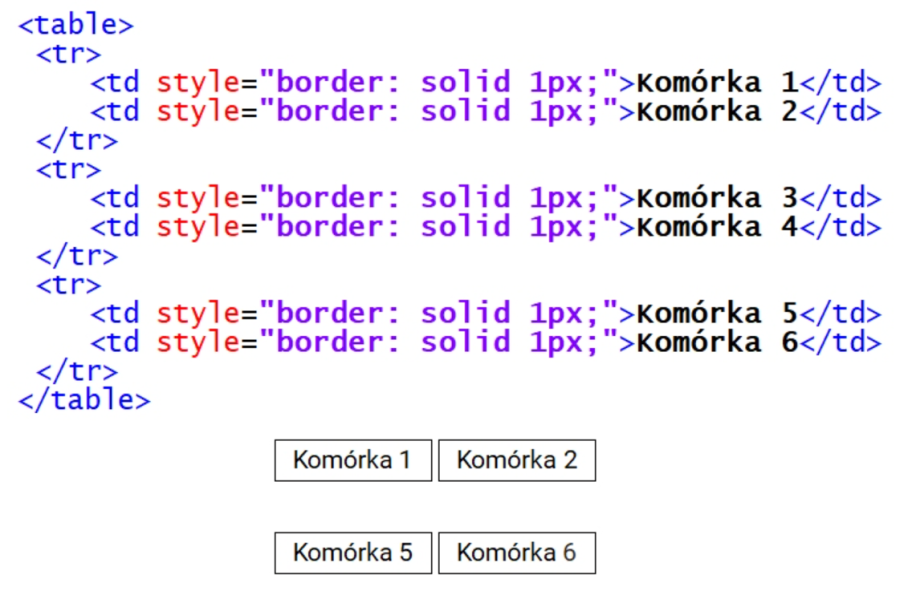 <table>
<tr>
<td style="border: solid 1px;">Komórka 1</td>
<td style="border: solid 1px;">Komórka 2</td>
</tr>
<tr>
<td style="border: solid 1px;">Komórka 3</td>
<td style="border: solid 1px;">Komórka 4</td>
</tr>
<tr>
<td style="border: solid 1px;">Komórka 5</td>
<td style="border: solid 1px;">Komórka 6</td>
</tr>
</table>
Komórka 1 Komórka 2
Komórka 5 Komórka 6